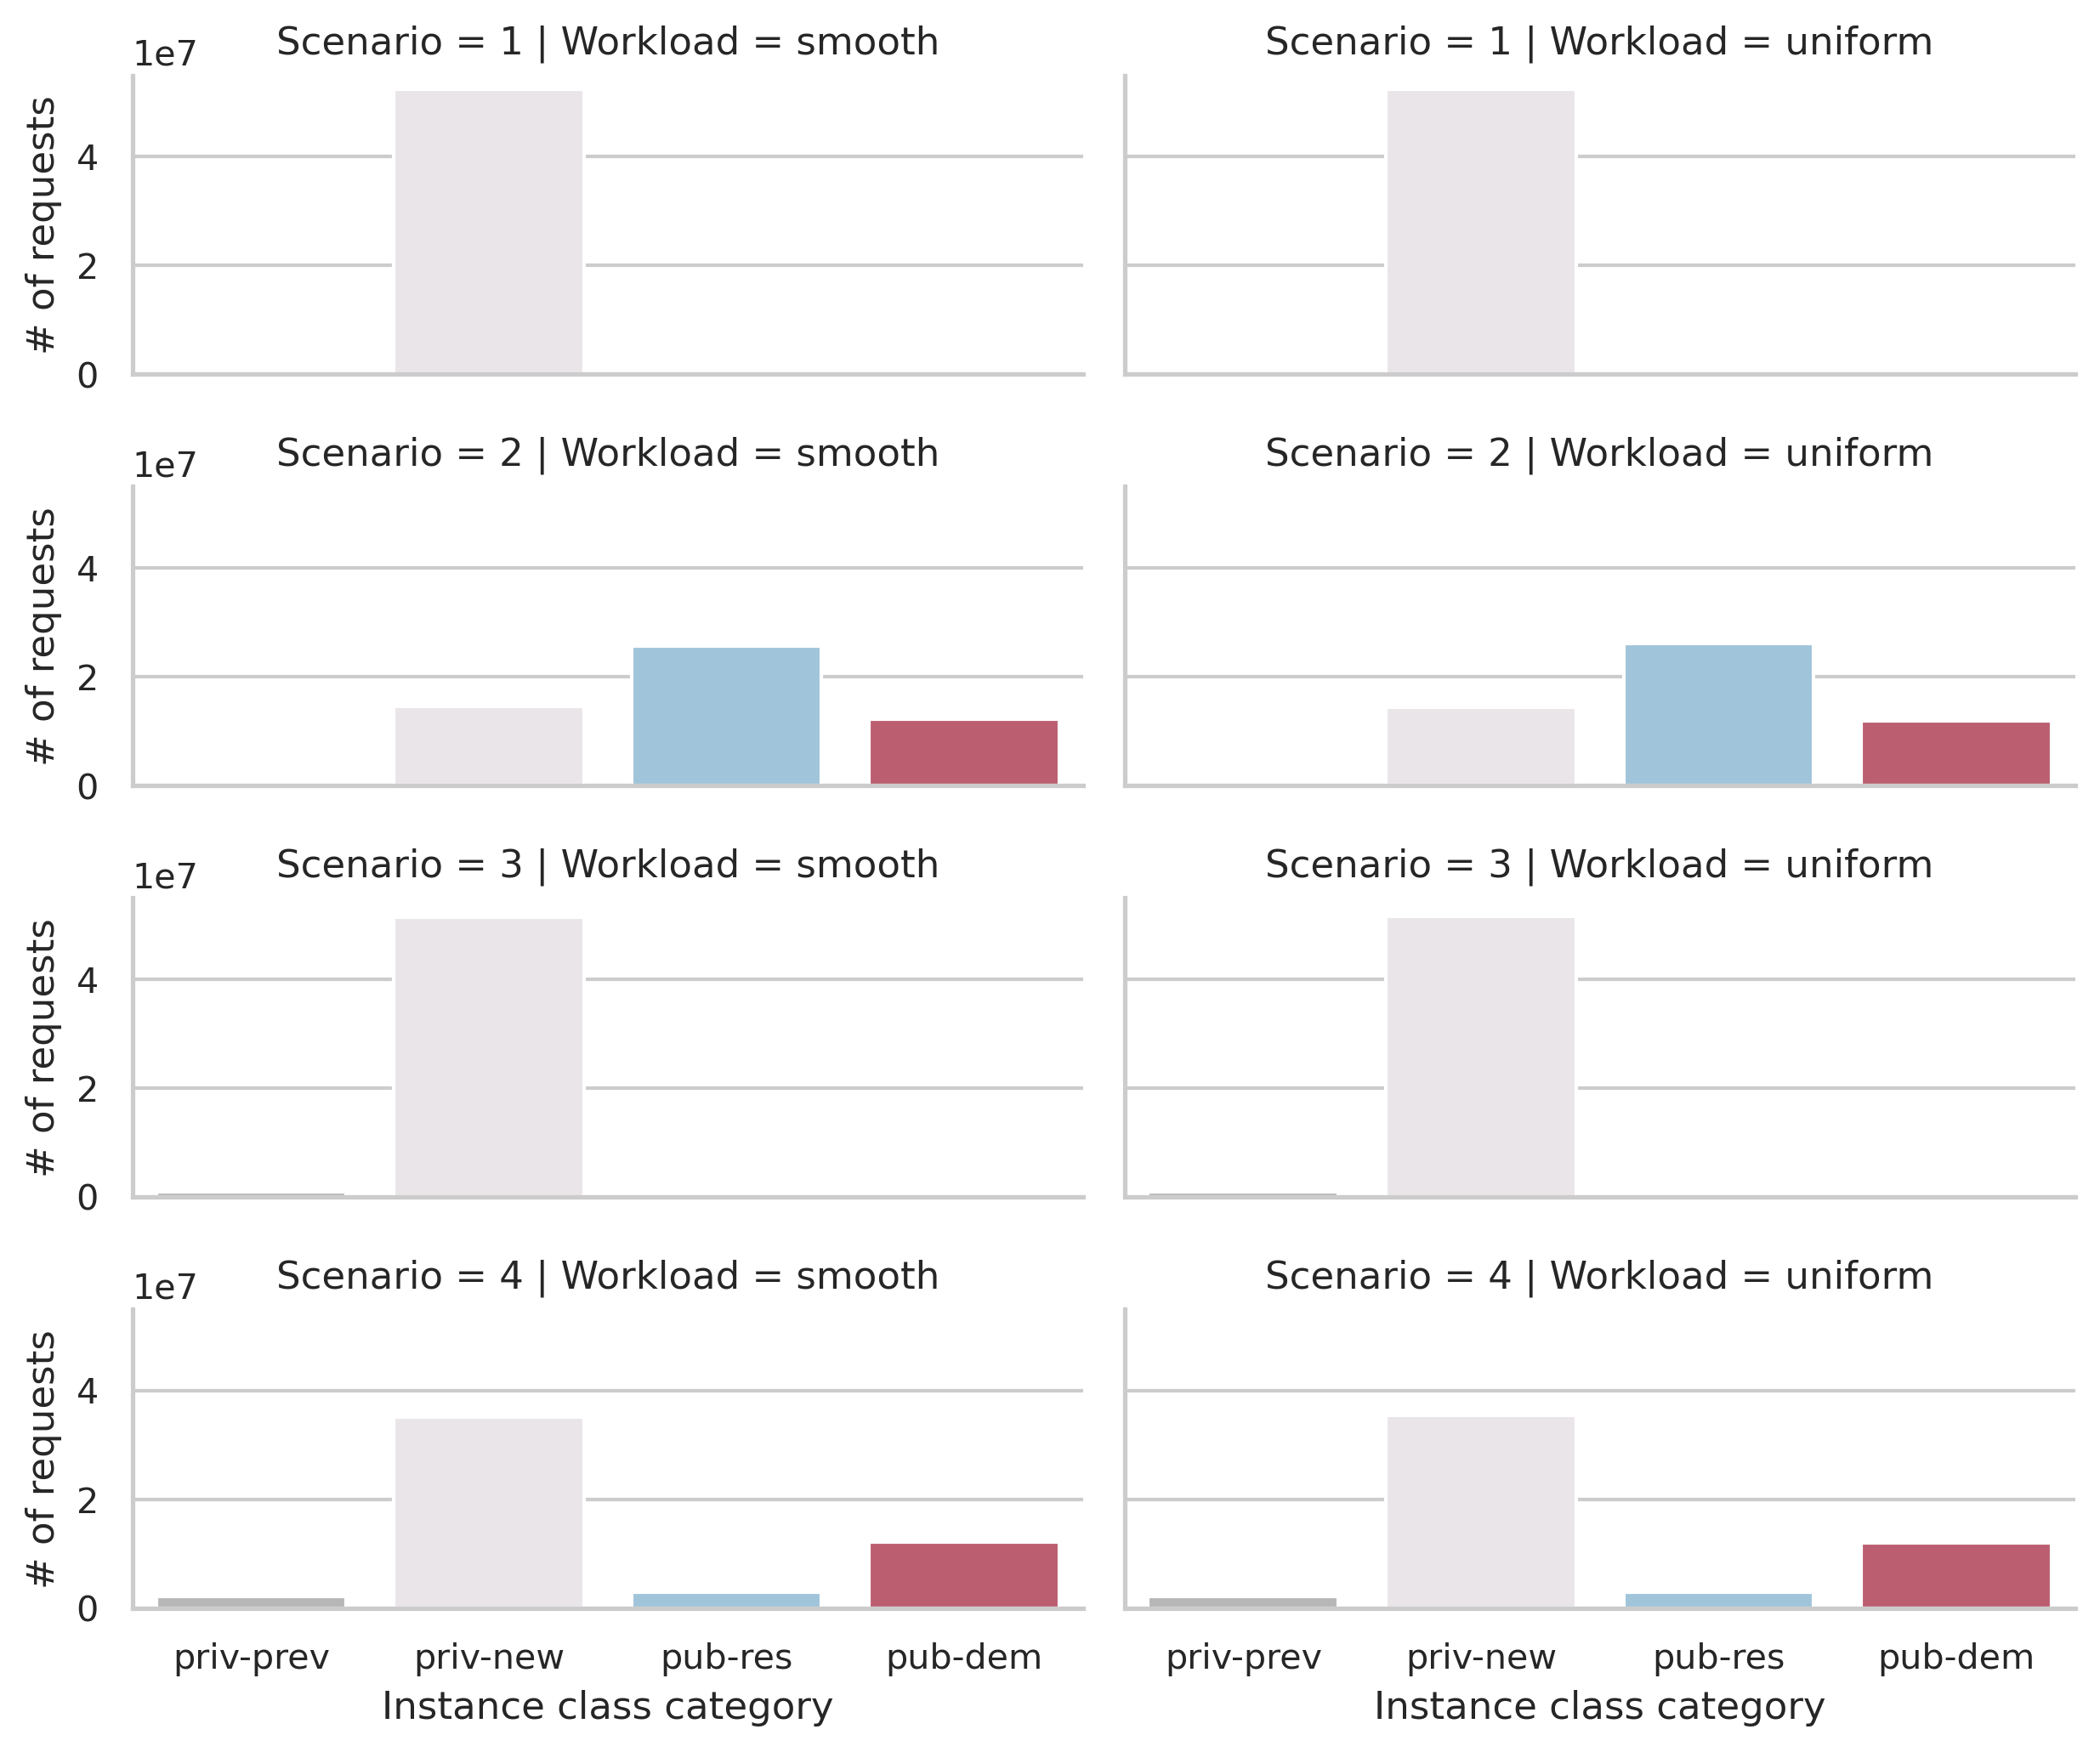 Scenario = 1 | Workload = smooth
Scenario = 1 | Workload = uniform
1e7
# of requests
4
2
0
Scenario = 2 | Workload = smooth
Scenario = 2 | Workload = uniform
1e7
# of requests
4
2
0
Scenario = 3 | Workload = smooth
Scenario = 3 | Workload = uniform
1e7
# of requests
4
2
0
Scenario = 4 | Workload = smooth
Scenario = 4 | Workload = uniform
1e7
# of requests
4
2
0
priv-prev priv-new pub-res pub-dem
Instance class category
priv-prev priv-new pub-res pub-dem
Instance class category